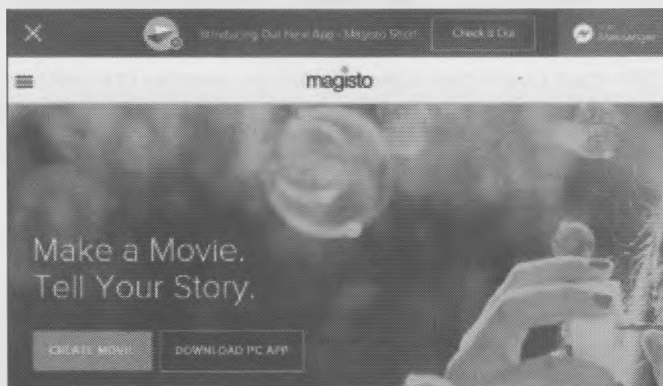 Introducing Our New App - Magisto Shot! Check It Out
Messenger
magisto
Make a Movie.
Tell Your Story.
CREATE MOVIE DOWNLOAD PC APP